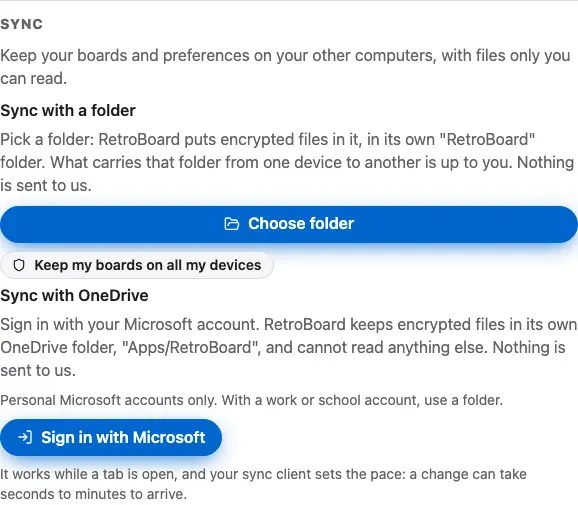 SYNC
Keep your boards and preferences on your other computers, with files only you
can read.
Sync with a folder
Pick a folder: RetroBoard puts encrypted files in it, in its own "RetroBoard"
folder. What carries that folder from one device to another is up to you. Nothing
is sent to us.
Choose folder
Keep my boards on all my devices
Sync with OneDrive
Sign in with your Microsoft account. RetroBoard keeps encrypted files in its own
OneDrive folder, "Apps/RetroBoard", and cannot read anything else. Nothing is
sent to us.
Personal Microsoft accounts only. With a work or school account, use a folder.
Sign in with Microsoft
It works while a tab is open, and your sync client sets the pace: a change can take
seconds to minutes to arrive.